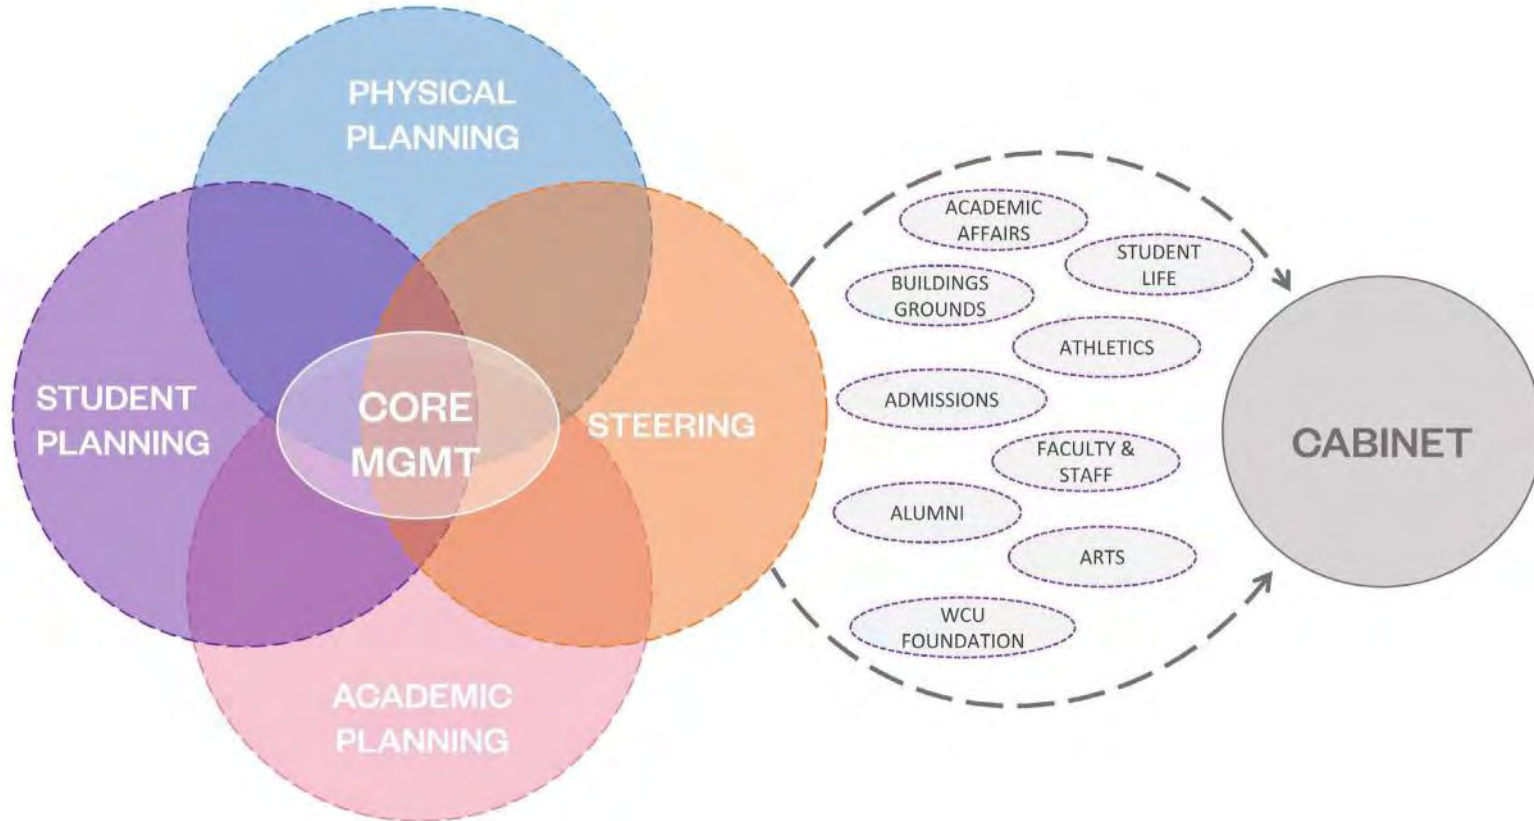 PHYSICAL
PLANNING
STUDENT
PLANNING
CORE
MGMT
STEERING
ACADEMIC
PLANNING
ACADEMIC
AFFAIRS
STUDENT
LIFE
BUILDINGS
GROUNDS
ATHLETICS
ADMISSIONS
FACULTY &
STAFF
ALUMNI
ARTS
WCU
FOUNDATION
CABINET